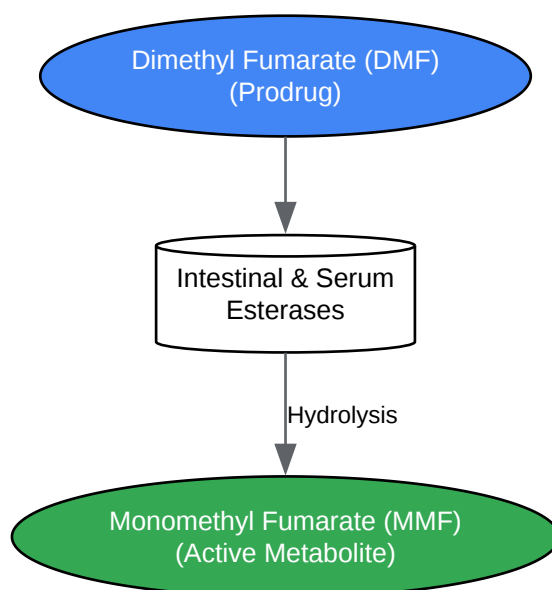 Dimethyl Fumarate (DMF)
(Prodrug)
Intestinal & Serum
Esterases
Hydrolysis
Monomethyl Fumarate (MMF)
(Active Metabolite)